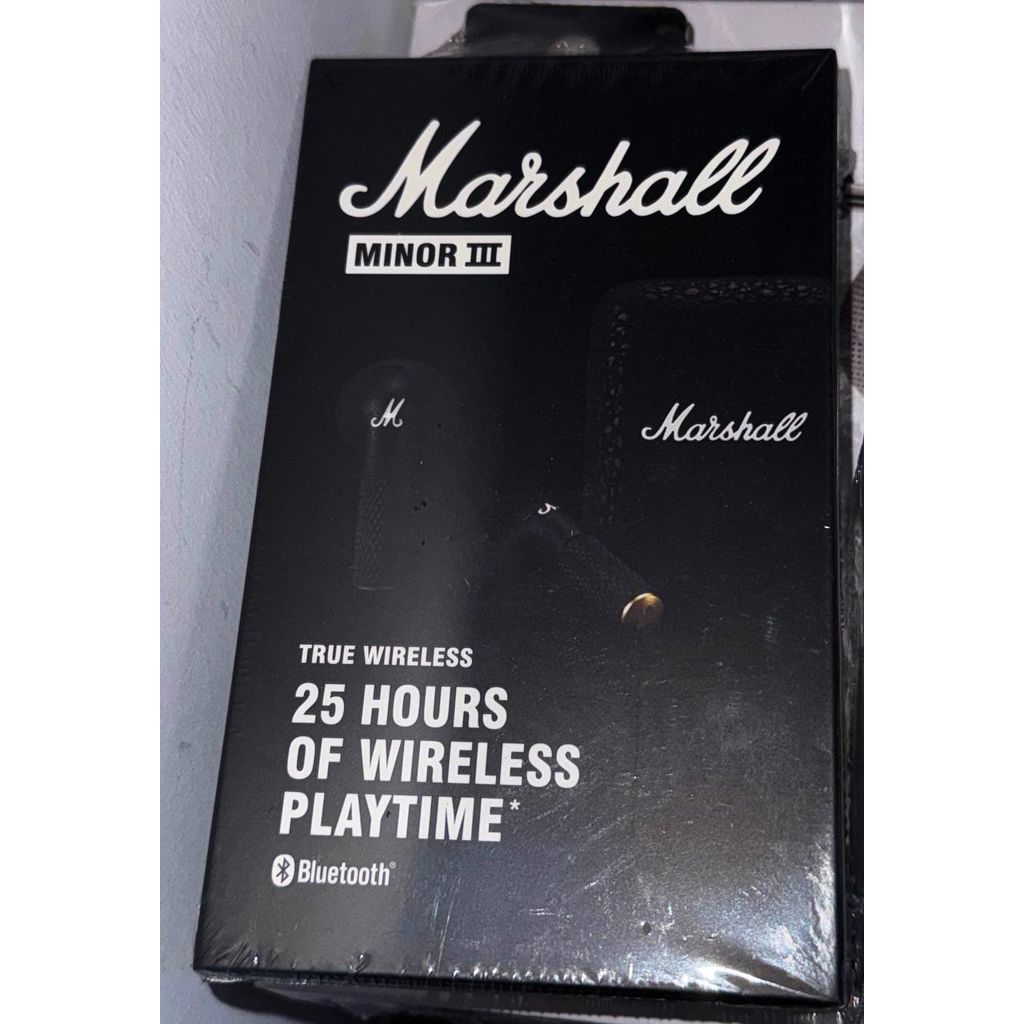 Marshall
MINOR III
M
Marshall
TRUE WIRELESS
25 HOURS
OF WIRELESS
PLAYTIME*
Bluetooth®